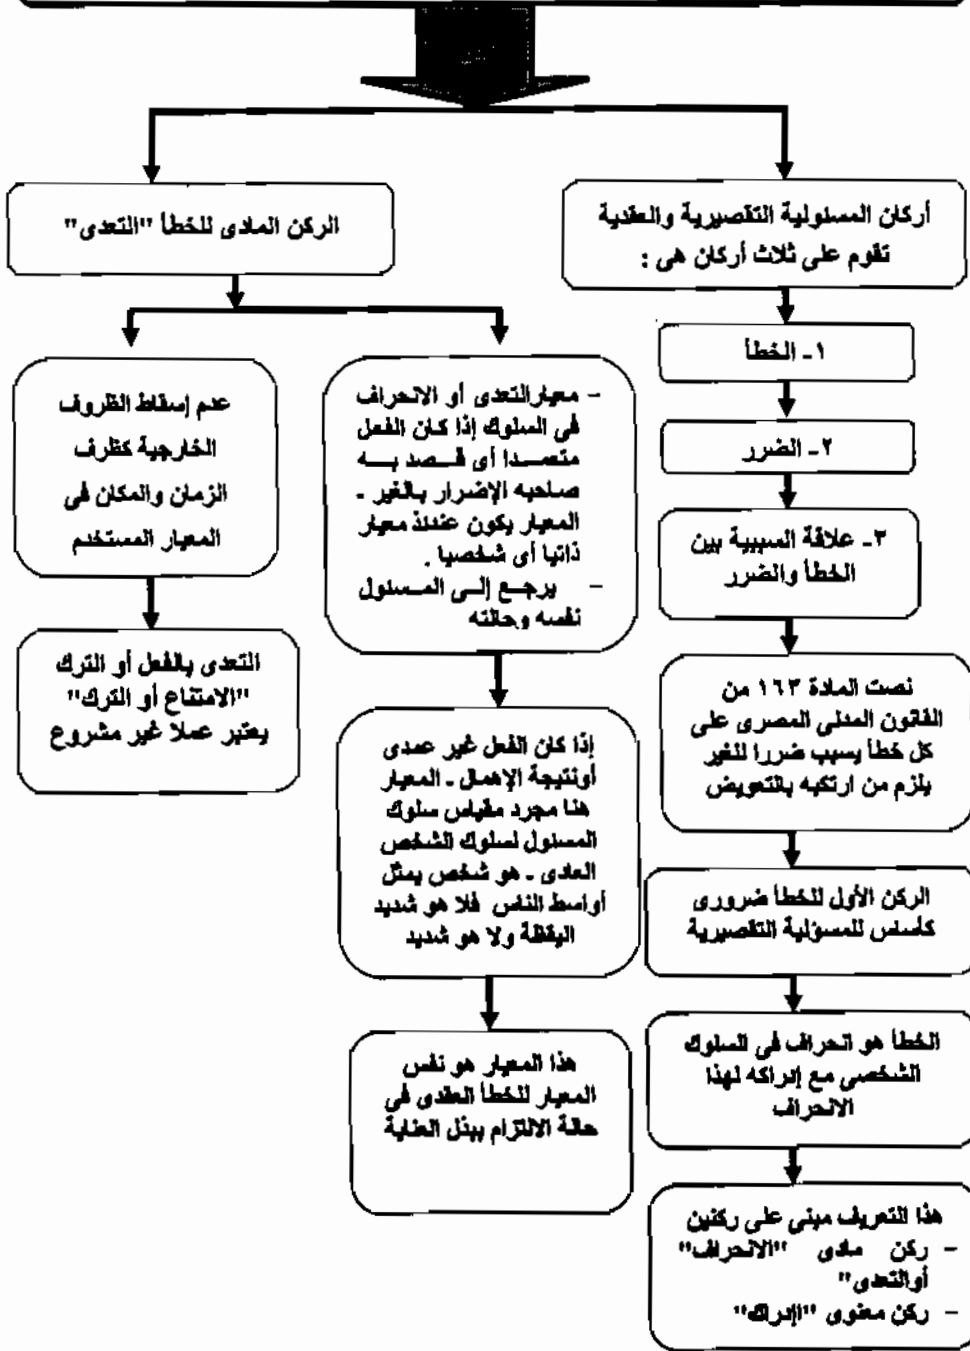 أركان المسئولية التقصيرية والعقدية
تقوم على ثلاث أركان هى :
١ـ الخطأ
٢ـ الضرر
٣ـ علاقة السببية بين
الخطأ والضرر
نصت المادة ١٦٣ من
القانون المدنى المصرى على
كل خطأ يسبب ضررا للغير
يلزم من ارتكبه بالتعويض
الركن الأول للخطأ ضرورى
كأساس للمسؤلية التقصيرية
الخطأ هو انحراف فى السلوك
الشخصى مع إدراكه لهذا
الانحراف
هذا التعريف مبنى على ركنين
- ركن مادى "الانحراف"
أوالتعدى"
- ركن معنوى "الإدراك"
الركن المادى للخطأ "التعدى"
- معيارالتعدى أو الانحراف
فى السلوك إذا كان الفعل
متعمدا أى قصد به
صاحبه الإضرار بالغير ـ
المعيار يكون عندئذ معيار
ذاتيا أى شخصيا .
- يرجع إلى المسئول
نفسه وحالته
إذا كان الفعل غير عمدى
أونتيجة الإهمال ـ المعيار
هنا مجرد مقياس سلوك
المسئول لسلوك الشخص
العادى ـ هو شخص يمثل
أواسط الناس فلا هو شديد
اليقظة ولا هو شديد
هذا المعيار هو نفس
المعيار للخطأ العقدى فى
حالة الالتزام ببذل العناية
عدم إسقاط الظروف
الخارجية كظرف
الزمان والمكان فى
المعيار المستخدم
التعدى بالفعل أو الترك
"الامتناع أو الترك"
يعتبر عملا غير مشروع